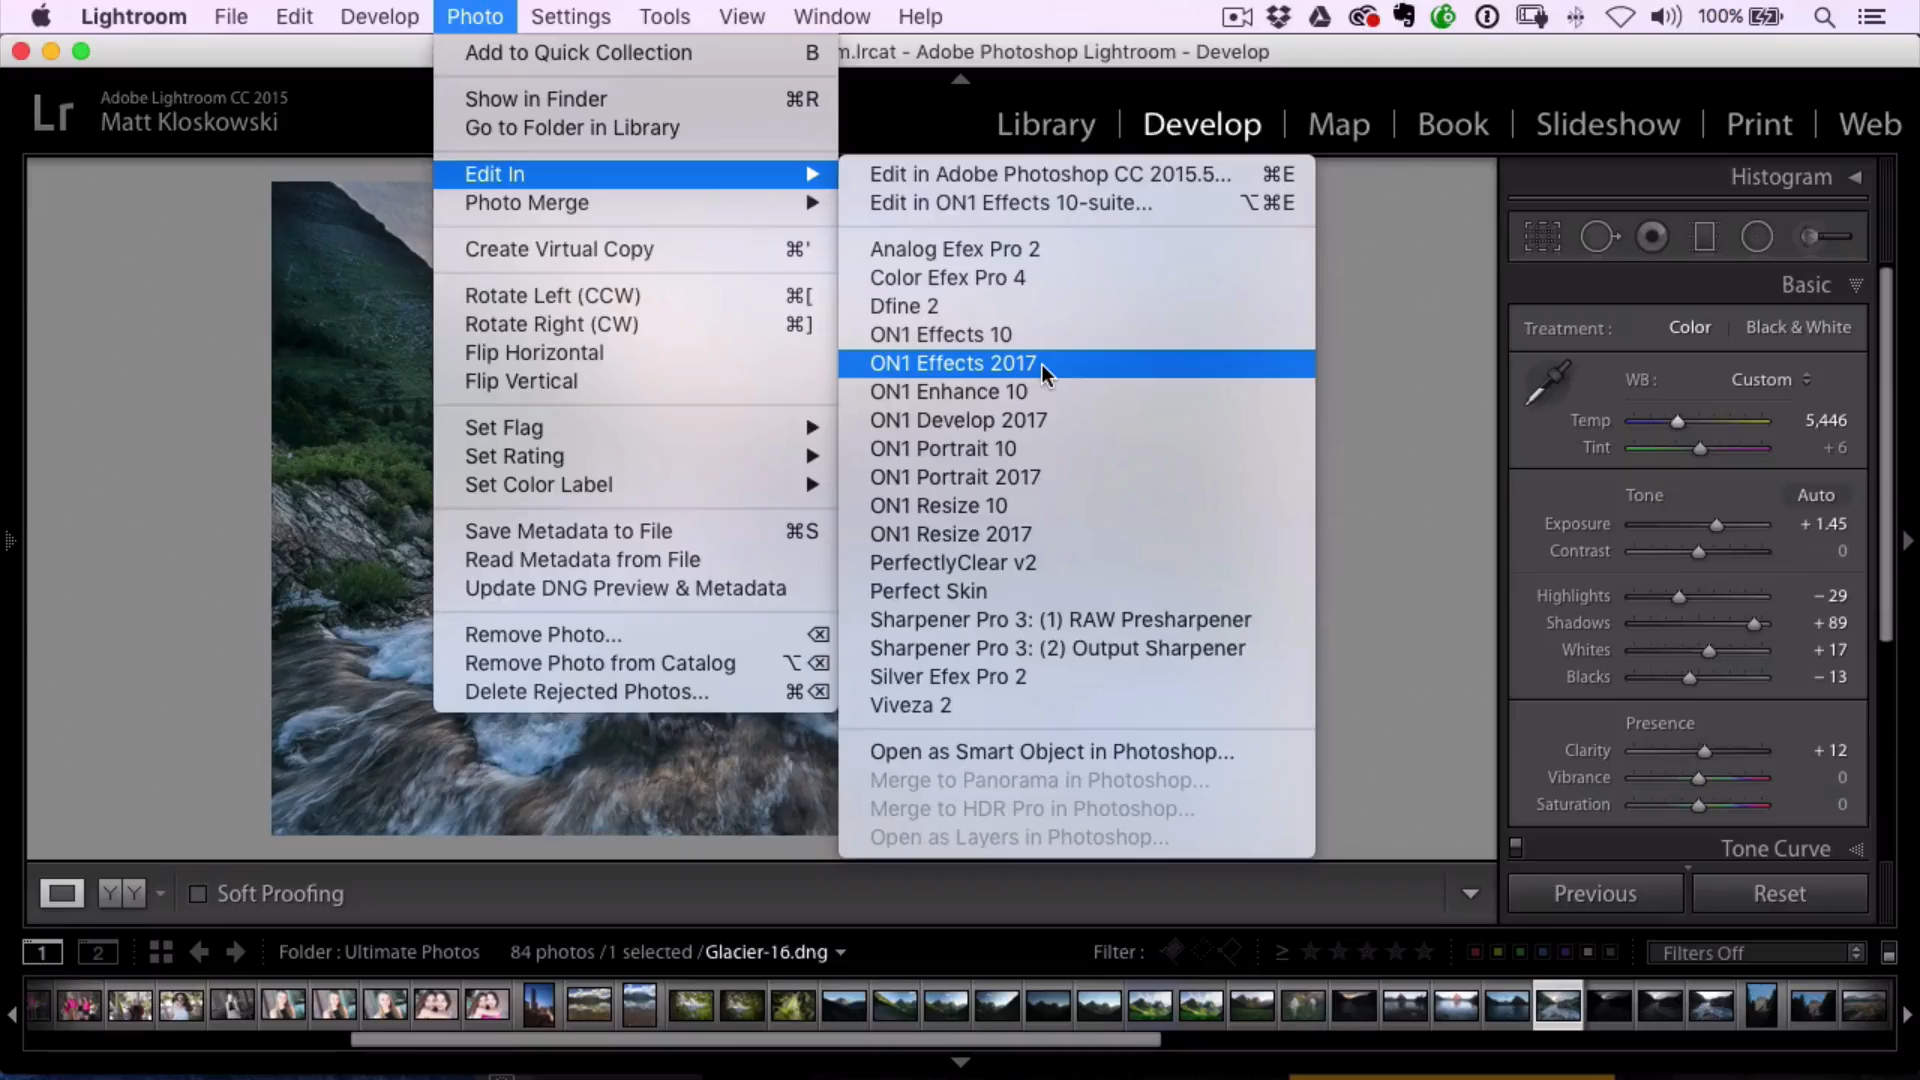 Lightroom File Edit Develop Photo Settings Tools View Window Help 100%
m.lrcat - Adobe Photoshop Lightroom - Develop
Lr Adobe Lightroom CC 2015
Matt Kloskowski
Library | Develop | Map | Book | Slideshow | Print | Web
Add to Quick Collection B
Show in Finder ⌘R
Go to Folder in Library
Edit In ▶
Photo Merge ▶
Create Virtual Copy ⌘'
Rotate Left (CCW) ⌘[
Rotate Right (CW) ⌘]
Flip Horizontal
Flip Vertical
Set Flag ▶
Set Rating ▶
Set Color Label ▶
Save Metadata to File ⌘S
Read Metadata from File
Update DNG Preview & Metadata
Remove Photo... ⌫
Remove Photo from Catalog ⌥⌫
Delete Rejected Photos... ⌘⌫
Edit in Adobe Photoshop CC 2015.5... ⌘E
Edit in ON1 Effects 10-suite... ⌥⌘E
Analog Efex Pro 2
Color Efex Pro 4
Dfine 2
ON1 Effects 10
ON1 Effects 2017
ON1 Enhance 10
ON1 Develop 2017
ON1 Portrait 10
ON1 Portrait 2017
ON1 Resize 10
ON1 Resize 2017
PerfectlyClear v2
Perfect Skin
Sharpener Pro 3: (1) RAW Presharpener
Sharpener Pro 3: (2) Output Sharpener
Silver Efex Pro 2
Viveza 2
Open as Smart Object in Photoshop...
Merge to Panorama in Photoshop...
Merge to HDR Pro in Photoshop...
Open as Layers in Photoshop...
Histogram
Basic
Treatment : Color | Black & White
WB : Custom
Temp 5,446
Tint + 6
Tone Auto
Exposure + 1.45
Contrast 0
Highlights − 29
Shadows + 89
Whites + 17
Blacks − 13
Presence
Clarity + 12
Vibrance 0
Saturation 0
Tone Curve
Previous Reset
YY Soft Proofing
1 2 Folder : Ultimate Photos 84 photos /1 selected /Glacier-16.dng Filter : ≥ Filters Off